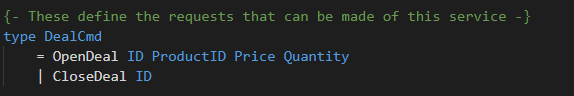 {- These define the requests that can be made of this service -}
type DealCmd
    = OpenDeal ID ProductID Price Quantity
    | CloseDeal ID